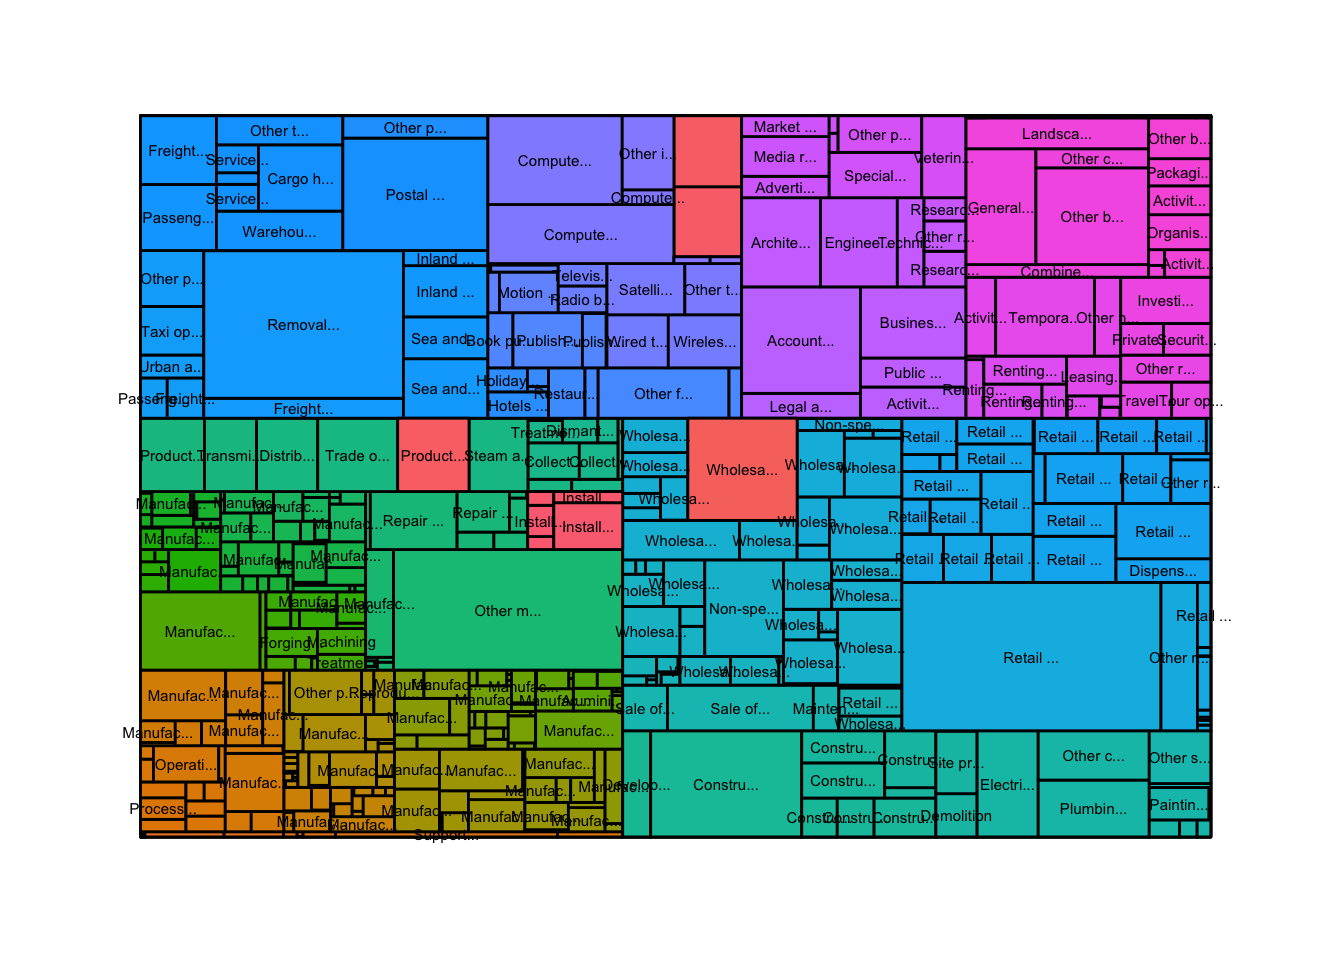 Freight...
Other t...
Other p...
Service...
Cargo h...
Postal ...
Service...
Passeng...
Warehou...
Compute...
Other i...
Compute...
Compute...
Market ...
Other p...
Media r...
Special...
Veterin...
Adverti...
Landsca...
Other b...
Other c...
Packagi...
General...
Other b...
Activit...
Organis...
Activit...
Combine...
Archite...
Enginee...
Technic...
Researc...
Other r...
Researc...
Other p...
Removal...
Inland ...
Inland ...
Taxi op...
Sea and...
Urban a...
Sea and...
Passeng...
Freight...
Freight...
Televis...
Motion ...
Radio b...
Satelli...
Other t...
Book pu...
Publish...
Publish...
Wired t...
Wireles...
Holiday...
Hotels ...
Restaur...
Other f...
Account...
Busines...
Public ...
Legal a...
Activit...
Activit...
Tempora...
Other h...
Investi...
Private ...
Securit...
Renting...
Renting...
Renting...
Renting...
Leasing...
Other r...
Travel ...
Tour op...
Product...
Transmi...
Distrib...
Trade o...
Product...
Steam a...
Treatme...
Dismant...
Collect...
Collect...
Wholesa...
Wholesa...
Wholesa...
Wholesa...
Non-spe...
Wholesa...
Wholesa...
Wholesa...
Wholesa...
Wholesa...
Wholesa...
Retail ...
Retail ...
Retail ...
Retail ...
Retail ...
Retail ...
Retail ...
Retail ...
Retail ...
Other r...
Retail ...
Retail ...
Retail ...
Retail ...
Retail ...
Retail ...
Retail ...
Retail ...
Retail ...
Dispens...
Manufac...
Manufac...
Manufac...
Manufac...
Manufac...
Manufac...
Repair ...
Repair ...
Install...
Install...
Install...
Manufac...
Manufac...
Manufac...
Manufac...
Other m...
Manufac...
Manufac...
Manufac...
Manufac...
Forging
Machining
Treatme...
Wholesa...
Wholesa...
Non-spe...
Wholesa...
Wholesa...
Wholesa...
Wholesa...
Wholesa...
Wholesa...
Wholesa...
Wholesa...
Wholesa...
Retail ...
Other r...
Retail ...
Sale of...
Sale of...
Mainten...
Retail ...
Wholesa...
Manufac...
Manufac...
Other p...
Reprodu...
Manufac...
Manufac...
Manufac...
Manufac...
Alumini...
Manufac...
Manufac...
Manufac...
Manufac...
Manufac...
Manufac...
Operati...
Manufac...
Manufac...
Manufac...
Manufac...
Manufac...
Manufac...
Manufac...
Process...
Manufac...
Manufac...
Manufac...
Manufac...
Manufac...
Manufac...
Support...
Develop...
Constru...
Constru...
Constru...
Constru...
Site pr...
Electri...
Other c...
Other s...
Plumbin...
Paintin...
Constru...
Constru...
Constru...
Demolition